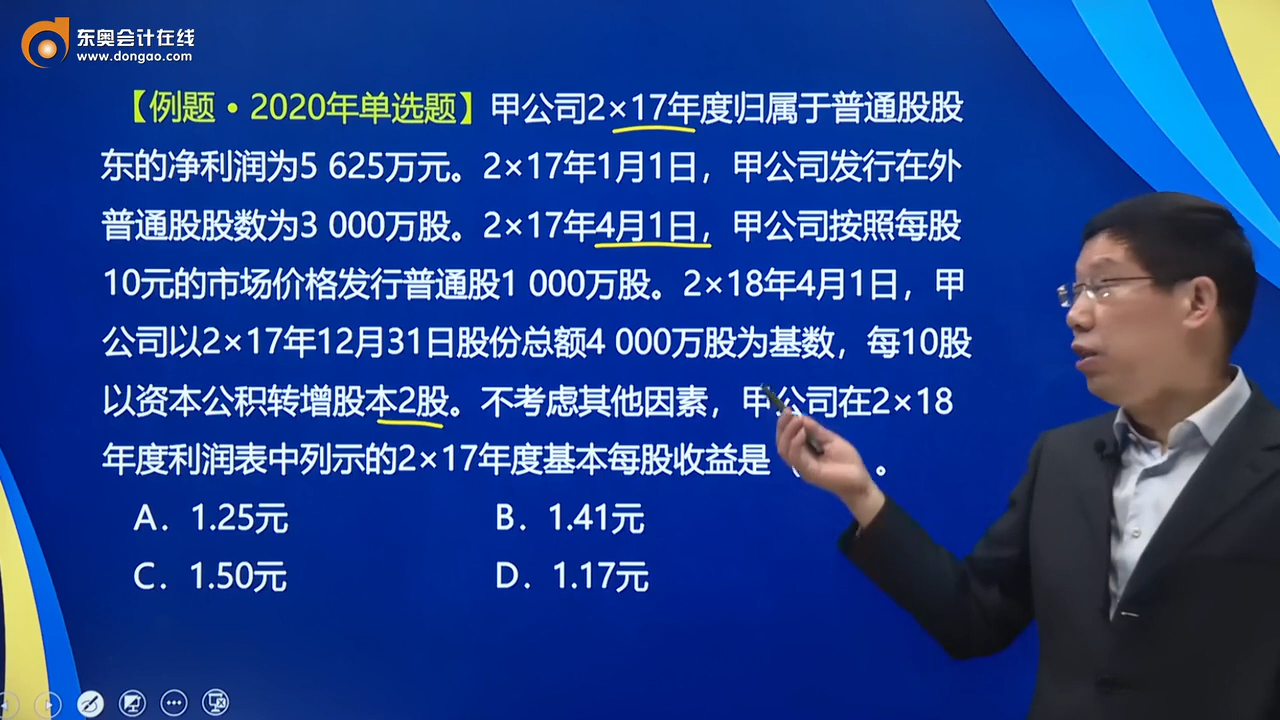 东奥会计在线
www.dongao.com
【例题•2020年单选题】甲公司2×17年度归属于普通股股
东的净利润为5 625万元。2×17年1月1日，甲公司发行在外
普通股股数为3 000万股。2×17年4月1日，甲公司按照每股
10元的市场价格发行普通股1 000万股。2×18年4月1日，甲
公司以2×17年12月31日股份总额4 000万股为基数，每10股
以资本公积转增股本2股。不考虑其他因素，甲公司在2×18
年度利润表中列示的2×17年度基本每股收益是（ 。
A．1.25元 B．1.41元
C．1.50元 D．1.17元